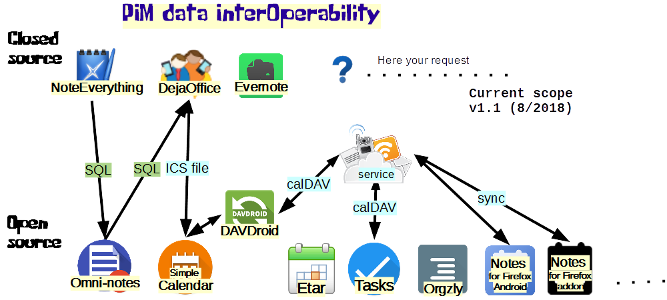 PiM data interOperability
Closed
source
NoteEverything
DejaOffice
Evernote
?
Here your request
. . . . . . . . . .
Current scope
v1.1 (8/2018)
SQL
SQL
ICS file
calDAV
service
calDAV
sync
DAVDROID
DAVDroid
Open
source
Omni-notes
Simple
Calendar
Etar
Tasks
Orgzly
Notes
for Firefox
Android
Notes
for Firefox
addon
. . . .